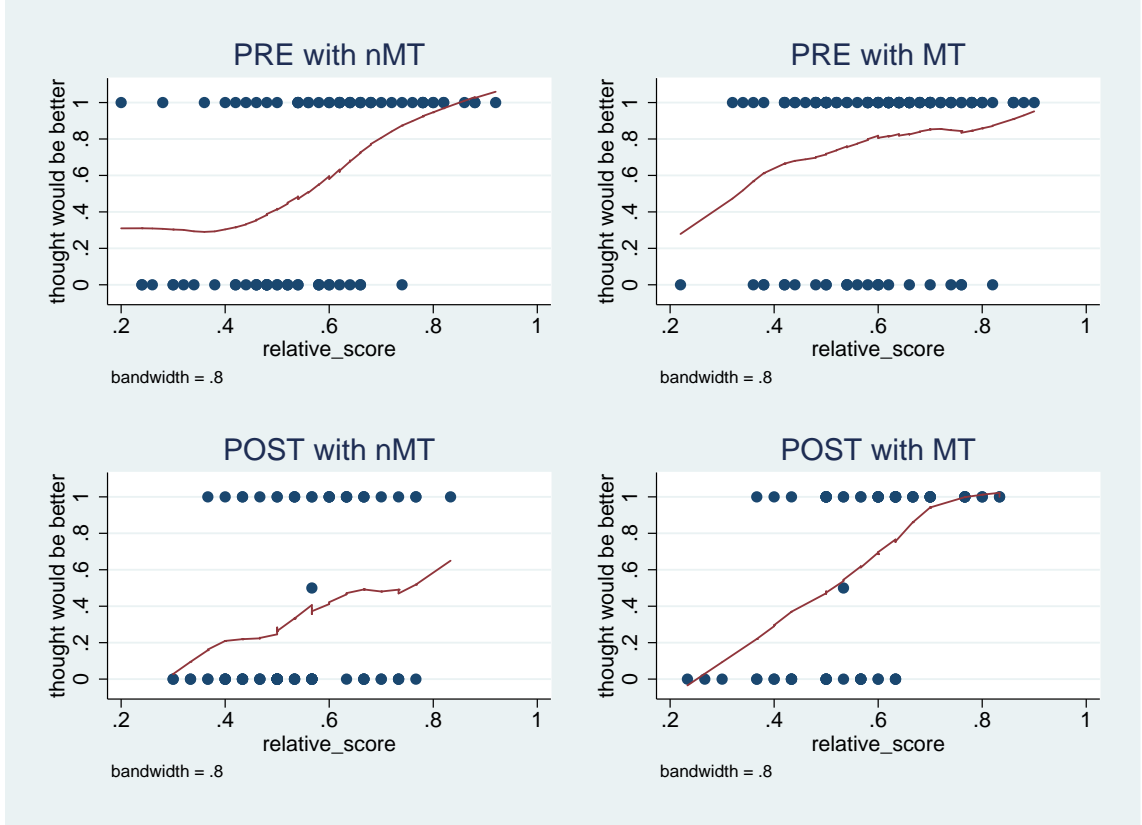 PRE with nMT
thought would be better
0 .2 .4 .6 .8 1
.2 .4 .6 .8 1
relative_score
bandwidth = .8
PRE with MT
thought would be better
0 .2 .4 .6 .8 1
.2 .4 .6 .8 1
relative_score
bandwidth = .8
POST with nMT
thought would be better
0 .2 .4 .6 .8 1
.2 .4 .6 .8 1
relative_score
bandwidth = .8
POST with MT
thought would be better
0 .2 .4 .6 .8 1
.2 .4 .6 .8 1
relative_score
bandwidth = .8